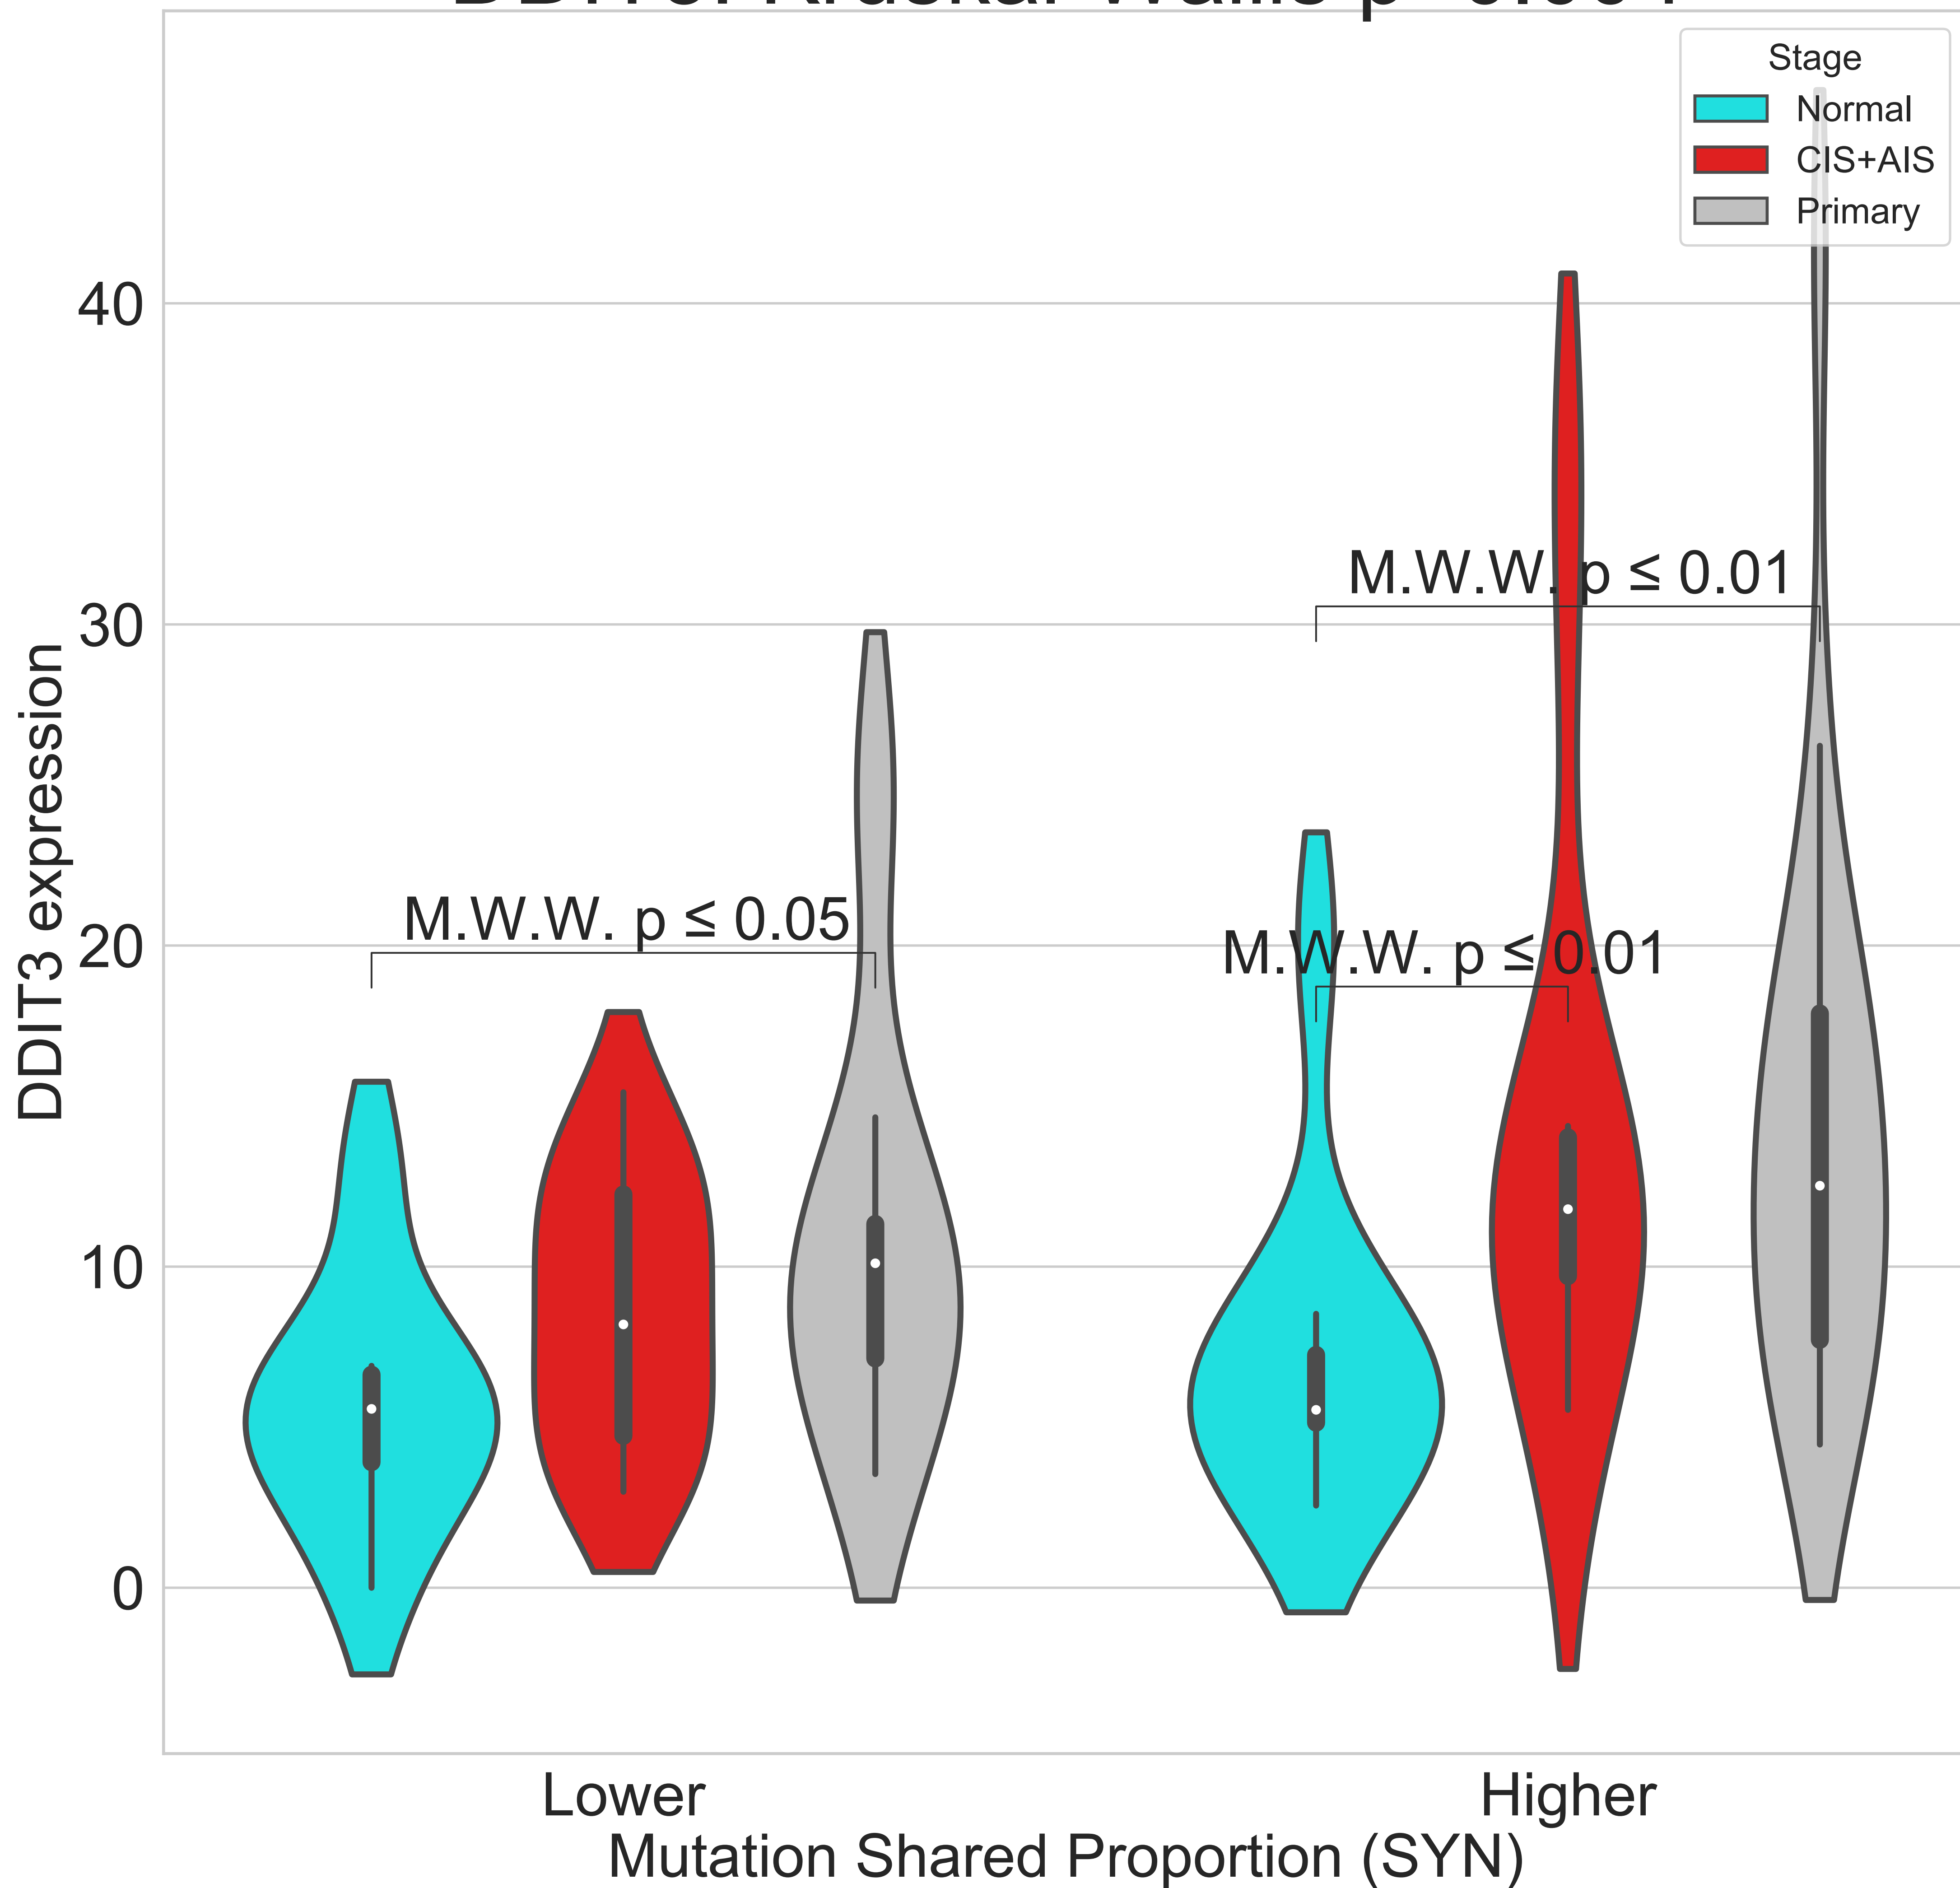 Stage
Normal
CIS+AIS
Primary
40
30
20
10
0
DDIT3 expression
M.W.W. p ≤ 0.01
M.W.W. p ≤ 0.05
M.W.W. p ≤ 0.01
Lower
Higher
Mutation Shared Proportion (SYN)